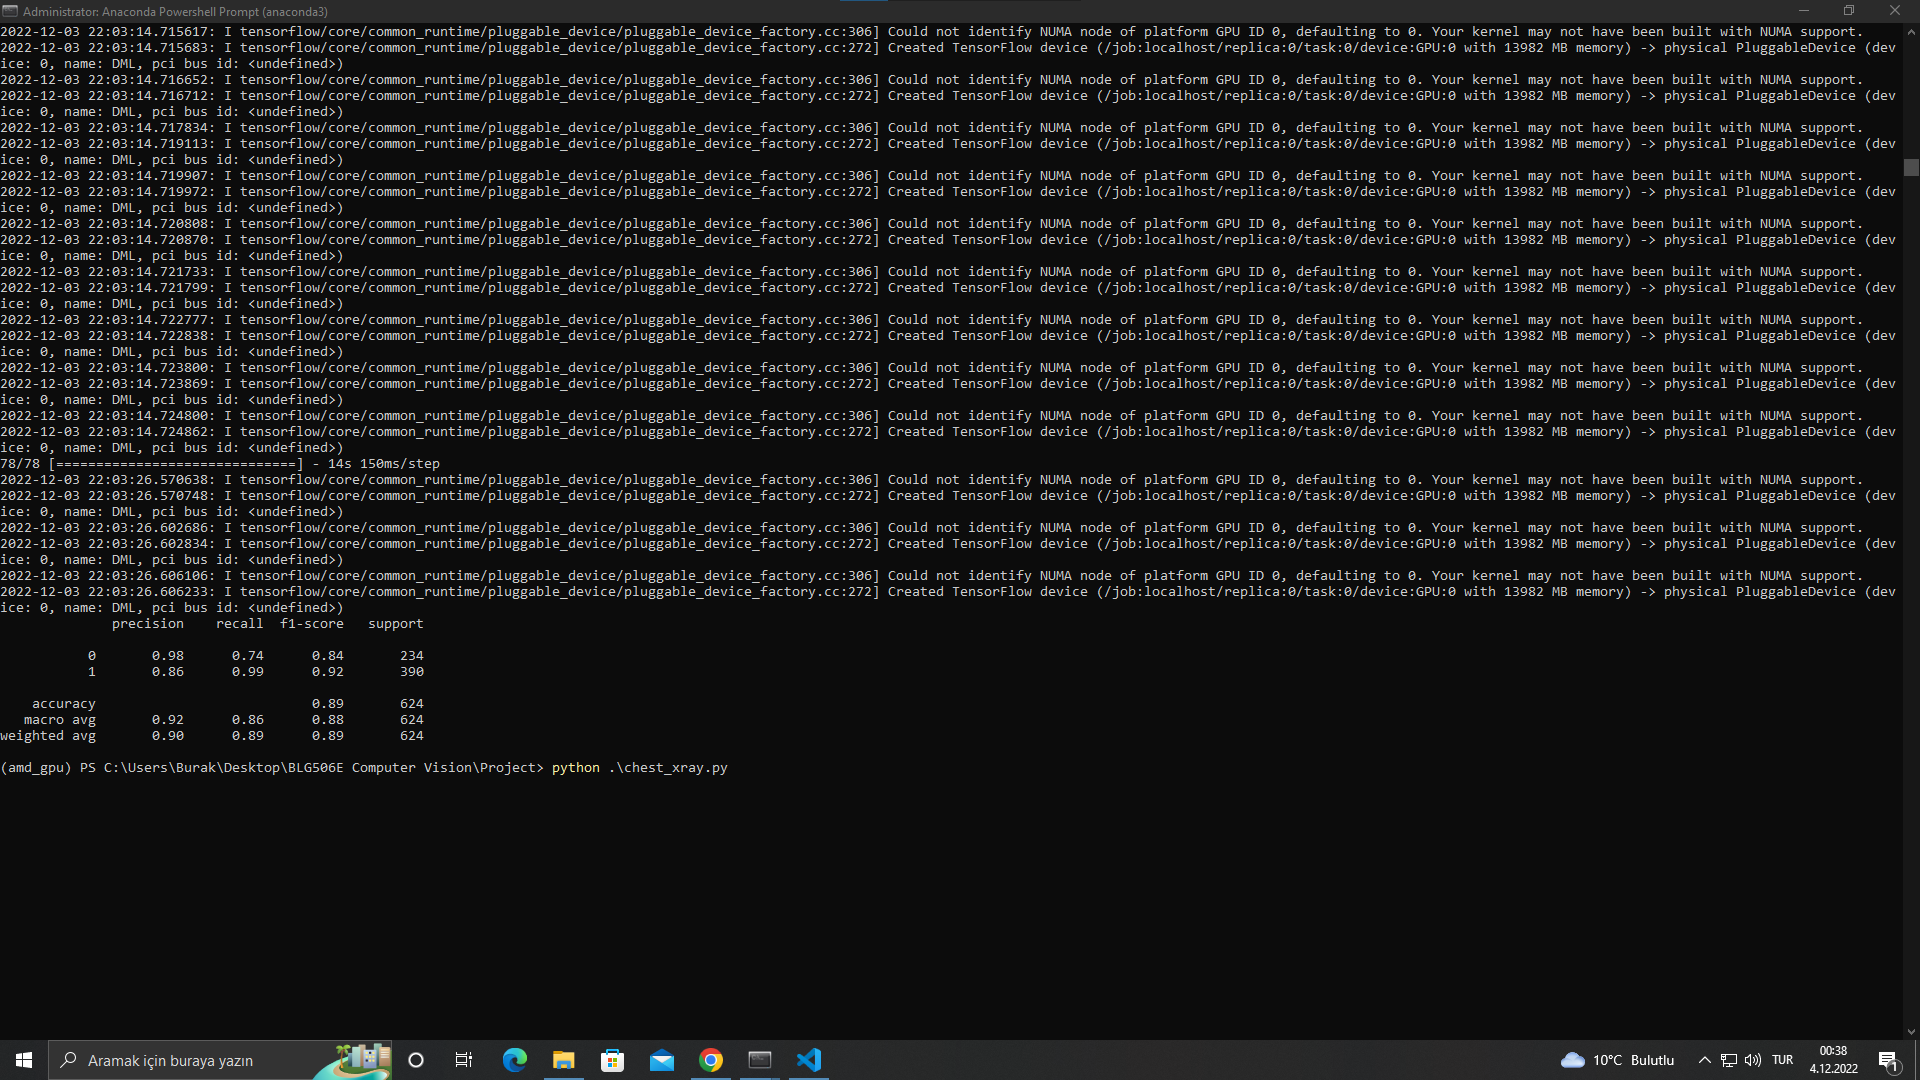 Administrator: Anaconda Powershell Prompt (anaconda3)
2022-12-03 22:03:14.715617: I tensorflow/core/common_runtime/pluggable_device/pluggable_device_factory.cc:306] Could not identify NUMA node of platform GPU ID 0, defaulting to 0. Your kernel may not have been built with NUMA support.
2022-12-03 22:03:14.715683: I tensorflow/core/common_runtime/pluggable_device/pluggable_device_factory.cc:272] Created TensorFlow device (/job:localhost/replica:0/task:0/device:GPU:0 with 13982 MB memory) -> physical PluggableDevice (dev
ice: 0, name: DML, pci bus id: <undefined>)
2022-12-03 22:03:14.716652: I tensorflow/core/common_runtime/pluggable_device/pluggable_device_factory.cc:306] Could not identify NUMA node of platform GPU ID 0, defaulting to 0. Your kernel may not have been built with NUMA support.
2022-12-03 22:03:14.716712: I tensorflow/core/common_runtime/pluggable_device/pluggable_device_factory.cc:272] Created TensorFlow device (/job:localhost/replica:0/task:0/device:GPU:0 with 13982 MB memory) -> physical PluggableDevice (dev
ice: 0, name: DML, pci bus id: <undefined>)
2022-12-03 22:03:14.717834: I tensorflow/core/common_runtime/pluggable_device/pluggable_device_factory.cc:306] Could not identify NUMA node of platform GPU ID 0, defaulting to 0. Your kernel may not have been built with NUMA support.
2022-12-03 22:03:14.719113: I tensorflow/core/common_runtime/pluggable_device/pluggable_device_factory.cc:272] Created TensorFlow device (/job:localhost/replica:0/task:0/device:GPU:0 with 13982 MB memory) -> physical PluggableDevice (dev
ice: 0, name: DML, pci bus id: <undefined>)
2022-12-03 22:03:14.719907: I tensorflow/core/common_runtime/pluggable_device/pluggable_device_factory.cc:306] Could not identify NUMA node of platform GPU ID 0, defaulting to 0. Your kernel may not have been built with NUMA support.
2022-12-03 22:03:14.719972: I tensorflow/core/common_runtime/pluggable_device/pluggable_device_factory.cc:272] Created TensorFlow device (/job:localhost/replica:0/task:0/device:GPU:0 with 13982 MB memory) -> physical PluggableDevice (dev
ice: 0, name: DML, pci bus id: <undefined>)
2022-12-03 22:03:14.720808: I tensorflow/core/common_runtime/pluggable_device/pluggable_device_factory.cc:306] Could not identify NUMA node of platform GPU ID 0, defaulting to 0. Your kernel may not have been built with NUMA support.
2022-12-03 22:03:14.720870: I tensorflow/core/common_runtime/pluggable_device/pluggable_device_factory.cc:272] Created TensorFlow device (/job:localhost/replica:0/task:0/device:GPU:0 with 13982 MB memory) -> physical PluggableDevice (dev
ice: 0, name: DML, pci bus id: <undefined>)
2022-12-03 22:03:14.721733: I tensorflow/core/common_runtime/pluggable_device/pluggable_device_factory.cc:306] Could not identify NUMA node of platform GPU ID 0, defaulting to 0. Your kernel may not have been built with NUMA support.
2022-12-03 22:03:14.721799: I tensorflow/core/common_runtime/pluggable_device/pluggable_device_factory.cc:272] Created TensorFlow device (/job:localhost/replica:0/task:0/device:GPU:0 with 13982 MB memory) -> physical PluggableDevice (dev
ice: 0, name: DML, pci bus id: <undefined>)
2022-12-03 22:03:14.722777: I tensorflow/core/common_runtime/pluggable_device/pluggable_device_factory.cc:306] Could not identify NUMA node of platform GPU ID 0, defaulting to 0. Your kernel may not have been built with NUMA support.
2022-12-03 22:03:14.722838: I tensorflow/core/common_runtime/pluggable_device/pluggable_device_factory.cc:272] Created TensorFlow device (/job:localhost/replica:0/task:0/device:GPU:0 with 13982 MB memory) -> physical PluggableDevice (dev
ice: 0, name: DML, pci bus id: <undefined>)
2022-12-03 22:03:14.723800: I tensorflow/core/common_runtime/pluggable_device/pluggable_device_factory.cc:306] Could not identify NUMA node of platform GPU ID 0, defaulting to 0. Your kernel may not have been built with NUMA support.
2022-12-03 22:03:14.723869: I tensorflow/core/common_runtime/pluggable_device/pluggable_device_factory.cc:272] Created TensorFlow device (/job:localhost/replica:0/task:0/device:GPU:0 with 13982 MB memory) -> physical PluggableDevice (dev
ice: 0, name: DML, pci bus id: <undefined>)
2022-12-03 22:03:14.724800: I tensorflow/core/common_runtime/pluggable_device/pluggable_device_factory.cc:306] Could not identify NUMA node of platform GPU ID 0, defaulting to 0. Your kernel may not have been built with NUMA support.
2022-12-03 22:03:14.724862: I tensorflow/core/common_runtime/pluggable_device/pluggable_device_factory.cc:272] Created TensorFlow device (/job:localhost/replica:0/task:0/device:GPU:0 with 13982 MB memory) -> physical PluggableDevice (dev
ice: 0, name: DML, pci bus id: <undefined>)
78/78 [==============================] - 14s 150ms/step
2022-12-03 22:03:26.570638: I tensorflow/core/common_runtime/pluggable_device/pluggable_device_factory.cc:306] Could not identify NUMA node of platform GPU ID 0, defaulting to 0. Your kernel may not have been built with NUMA support.
2022-12-03 22:03:26.570748: I tensorflow/core/common_runtime/pluggable_device/pluggable_device_factory.cc:272] Created TensorFlow device (/job:localhost/replica:0/task:0/device:GPU:0 with 13982 MB memory) -> physical PluggableDevice (dev
ice: 0, name: DML, pci bus id: <undefined>)
2022-12-03 22:03:26.602686: I tensorflow/core/common_runtime/pluggable_device/pluggable_device_factory.cc:306] Could not identify NUMA node of platform GPU ID 0, defaulting to 0. Your kernel may not have been built with NUMA support.
2022-12-03 22:03:26.602834: I tensorflow/core/common_runtime/pluggable_device/pluggable_device_factory.cc:272] Created TensorFlow device (/job:localhost/replica:0/task:0/device:GPU:0 with 13982 MB memory) -> physical PluggableDevice (dev
ice: 0, name: DML, pci bus id: <undefined>)
2022-12-03 22:03:26.606106: I tensorflow/core/common_runtime/pluggable_device/pluggable_device_factory.cc:306] Could not identify NUMA node of platform GPU ID 0, defaulting to 0. Your kernel may not have been built with NUMA support.
2022-12-03 22:03:26.606233: I tensorflow/core/common_runtime/pluggable_device/pluggable_device_factory.cc:272] Created TensorFlow device (/job:localhost/replica:0/task:0/device:GPU:0 with 13982 MB memory) -> physical PluggableDevice (dev
ice: 0, name: DML, pci bus id: <undefined>)
precision recall f1-score support
0 0.98 0.74 0.84 234
1 0.86 0.99 0.92 390
accuracy 0.89 624
macro avg 0.92 0.86 0.88 624
weighted avg 0.90 0.89 0.89 624
(amd_gpu) PS C:\Users\Burak\Desktop\BLG506E Computer Vision\Project> python .\chest_xray.py
Aramak için buraya yazın
10°C Bulutlu
TUR
00:38
4.12.2022
1